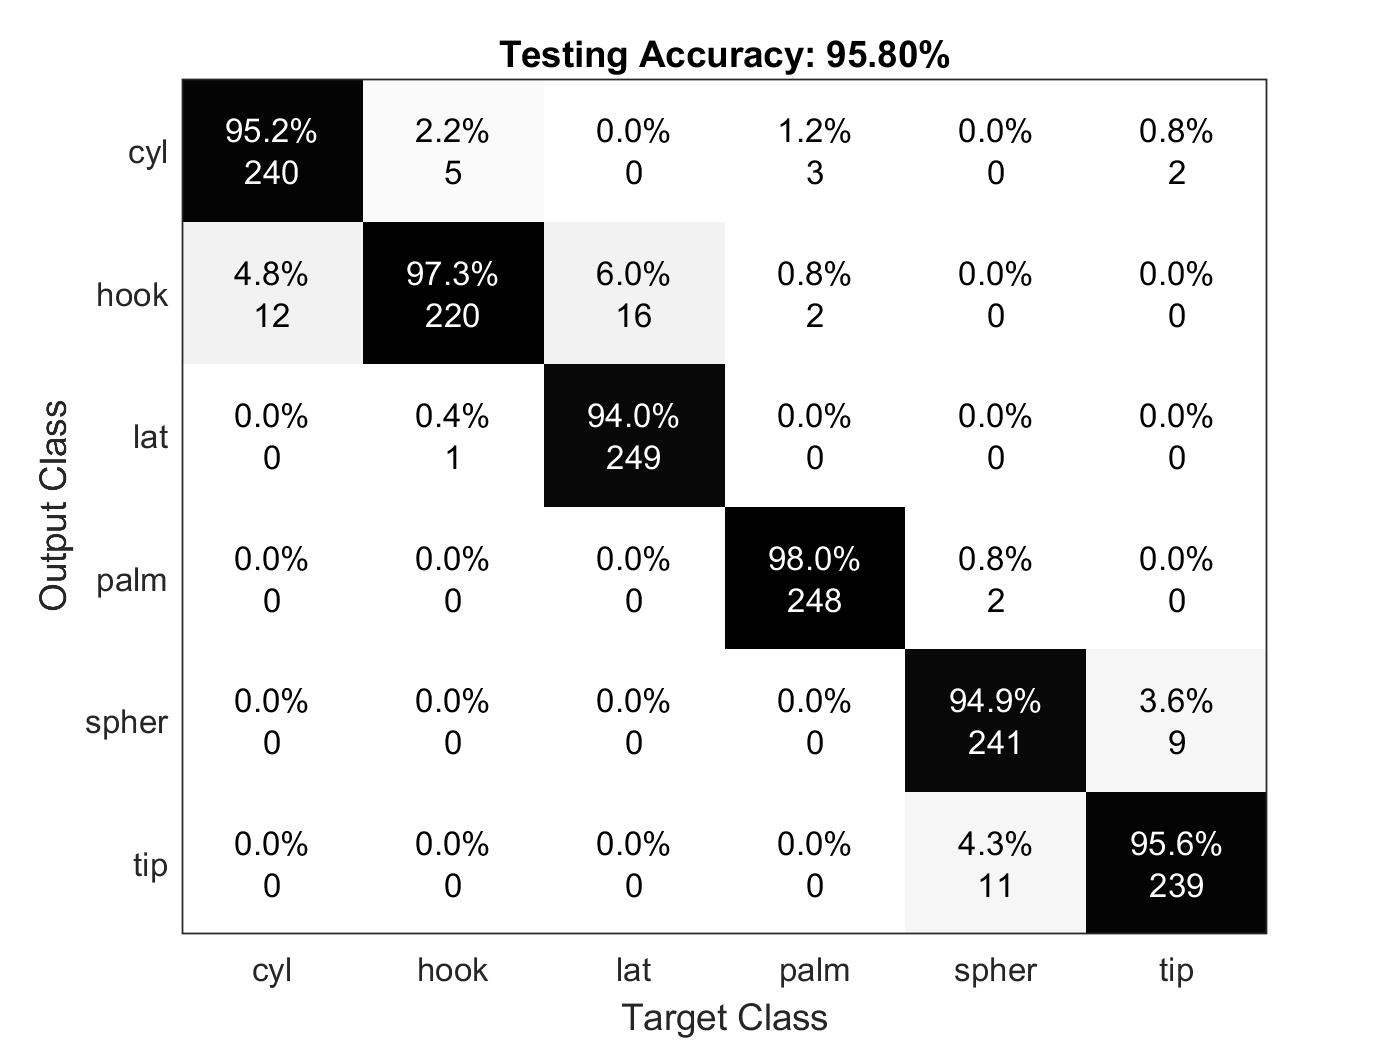 Testing Accuracy: 95.80%
95.2% 2.2% 0.0% 1.2% 0.0% 0.8%
cyl
240 5 0 3 0 2
4.8% 97.3% 6.0% 0.8% 0.0% 0.0%
hook
12 220 16 2 0 0
0.0% 0.4% 94.0% 0.0% 0.0% 0.0%
lat
0 1 249 0 0 0
Output Class
0.0% 0.0% 0.0% 98.0% 0.8% 0.0%
palm
0 0 0 248 2 0
0.0% 0.0% 0.0% 0.0% 94.9% 3.6%
spher
0 0 0 0 241 9
0.0% 0.0% 0.0% 0.0% 4.3% 95.6%
tip
0 0 0 0 11 239
cyl hook lat palm spher tip
Target Class